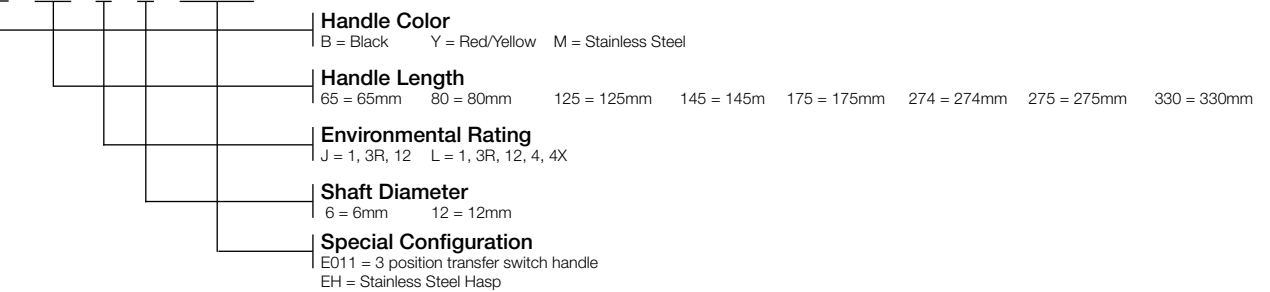 Handle Color
B = Black Y = Red/Yellow M = Stainless Steel
Handle Length
65 = 65mm 80 = 80mm 125 = 125mm 145 = 145m 175 = 175mm 274 = 274mm 275 = 275mm 330 = 330mm
Environmental Rating
J = 1, 3R, 12 L = 1, 3R, 12, 4, 4X
Shaft Diameter
6 = 6mm 12 = 12mm
Special Configuration
E011 = 3 position transfer switch handle
EH = Stainless Steel Hasp